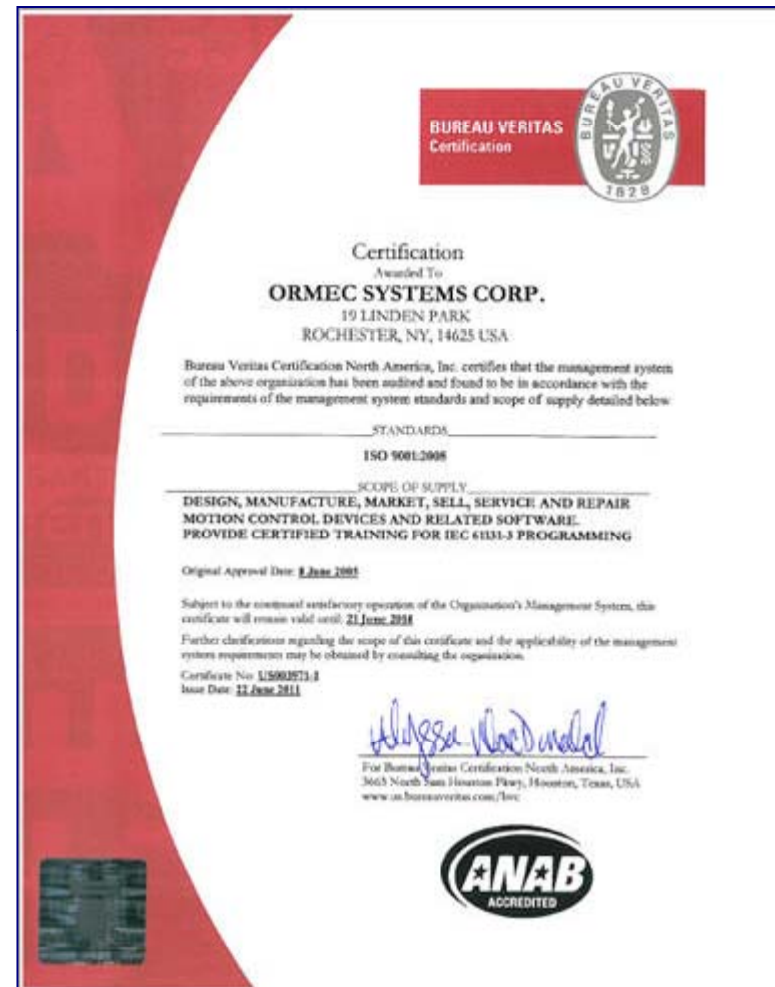 BUREAU VERITAS
Certification
BUREAU VERITAS
1828
Certification
Awarded To
ORMEC SYSTEMS CORP.
19 LINDEN PARK
ROCHESTER, NY, 14625 USA
Bureau Veritas Certification North America, Inc. certifies that the management system
of the above organization has been audited and found to be in accordance with the
requirements of the management system standards and scope of supply detailed below
STANDARDS
ISO 9001:2008
SCOPE OF SUPPLY
DESIGN, MANUFACTURE, MARKET, SELL, SERVICE AND REPAIR
MOTION CONTROL DEVICES AND RELATED SOFTWARE.
PROVIDE CERTIFIED TRAINING FOR IEC 61131-3 PROGRAMMING
Original Approval Date: 8 June 2005
Subject to the continued satisfactory operation of the Organization's Management System, this
certificate will remain valid until: 21 June
Further clarifications regarding the scope of this certificate and the applicability of the management
system requirements may be obtained by consulting the organization.
Certificate No: US003971-1
Issue Date: 22 June 2011
Alyssa MacDonald
For Bureau Veritas Certification North America, Inc.
3663 North Sam Houston Pkwy, Houston, Texas, USA
www.us.bureauveritas.com/bvc
ANAB
ACCREDITED